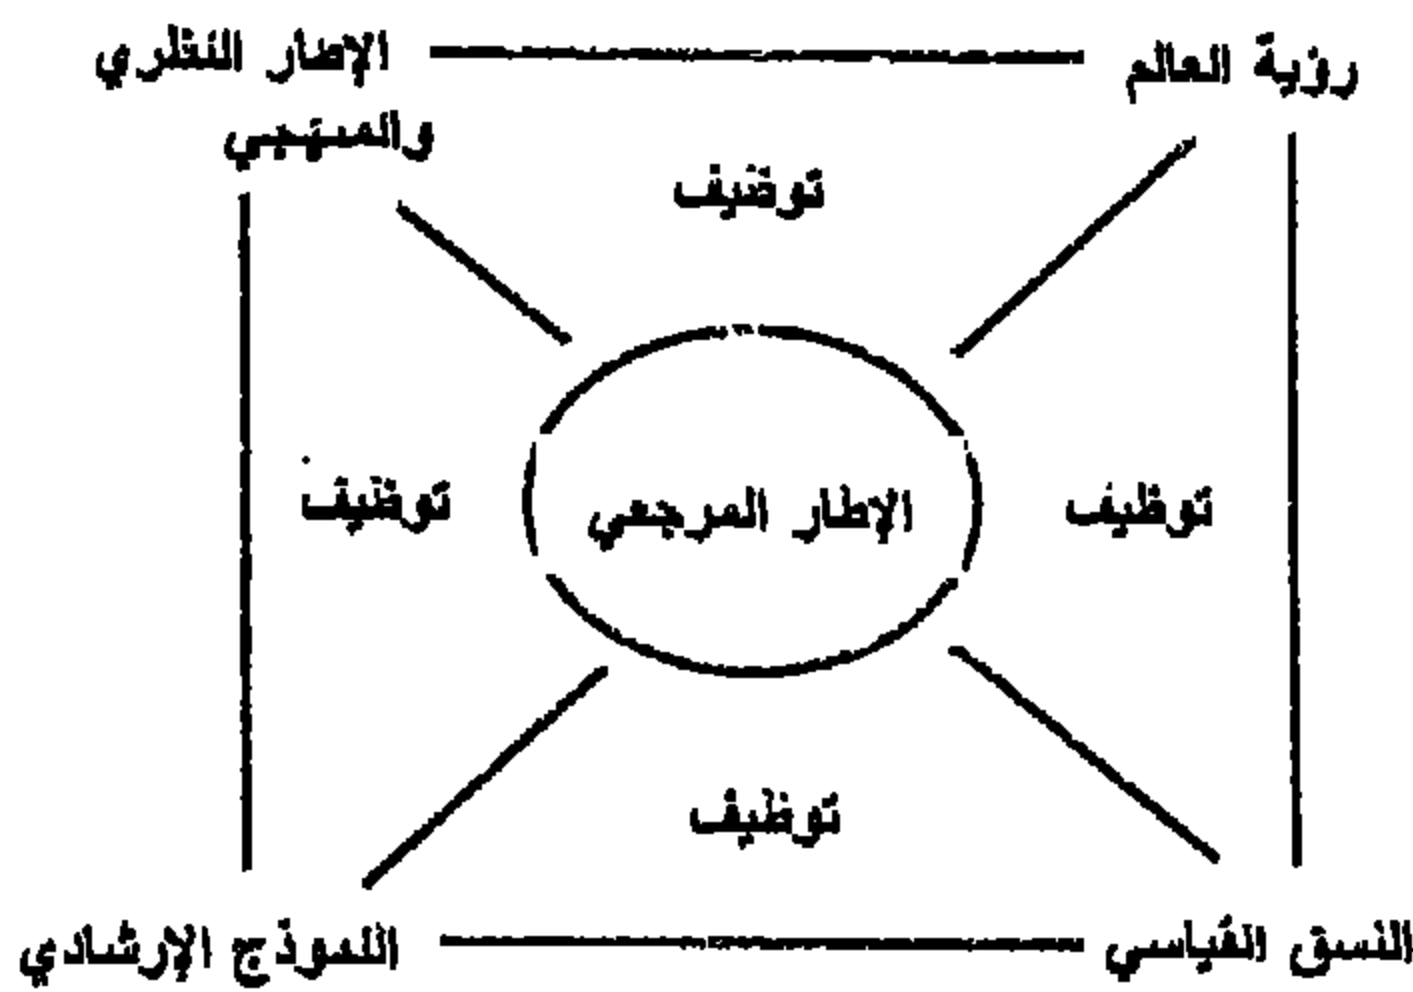 رؤية العالم
الإطار النظري
والمنهجي
توظيف
توظيف
الإطار المرجعي
توظيف
توظيف
النسق القياسي
النموذج الإرشادي